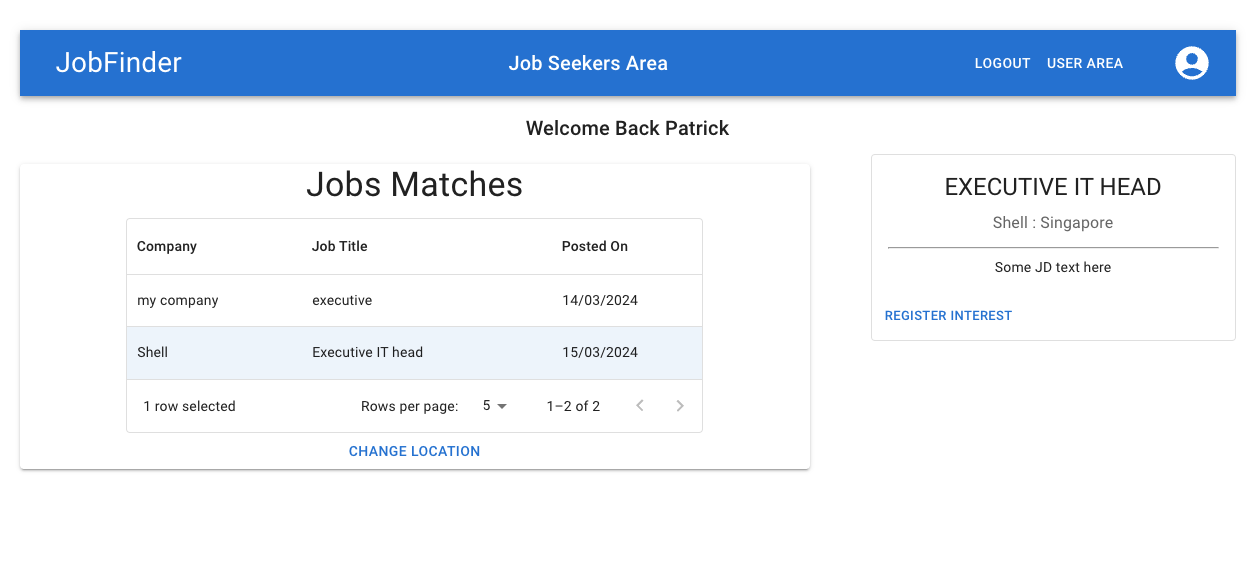 JobFinder Job Seekers Area LOGOUT USER AREA
Welcome Back Patrick
Jobs Matches
Company Job Title Posted On
my company executive 14/03/2024
Shell Executive IT head 15/03/2024
1 row selected Rows per page: 5 1–2 of 2
CHANGE LOCATION
EXECUTIVE IT HEAD
Shell : Singapore
Some JD text here
REGISTER INTEREST